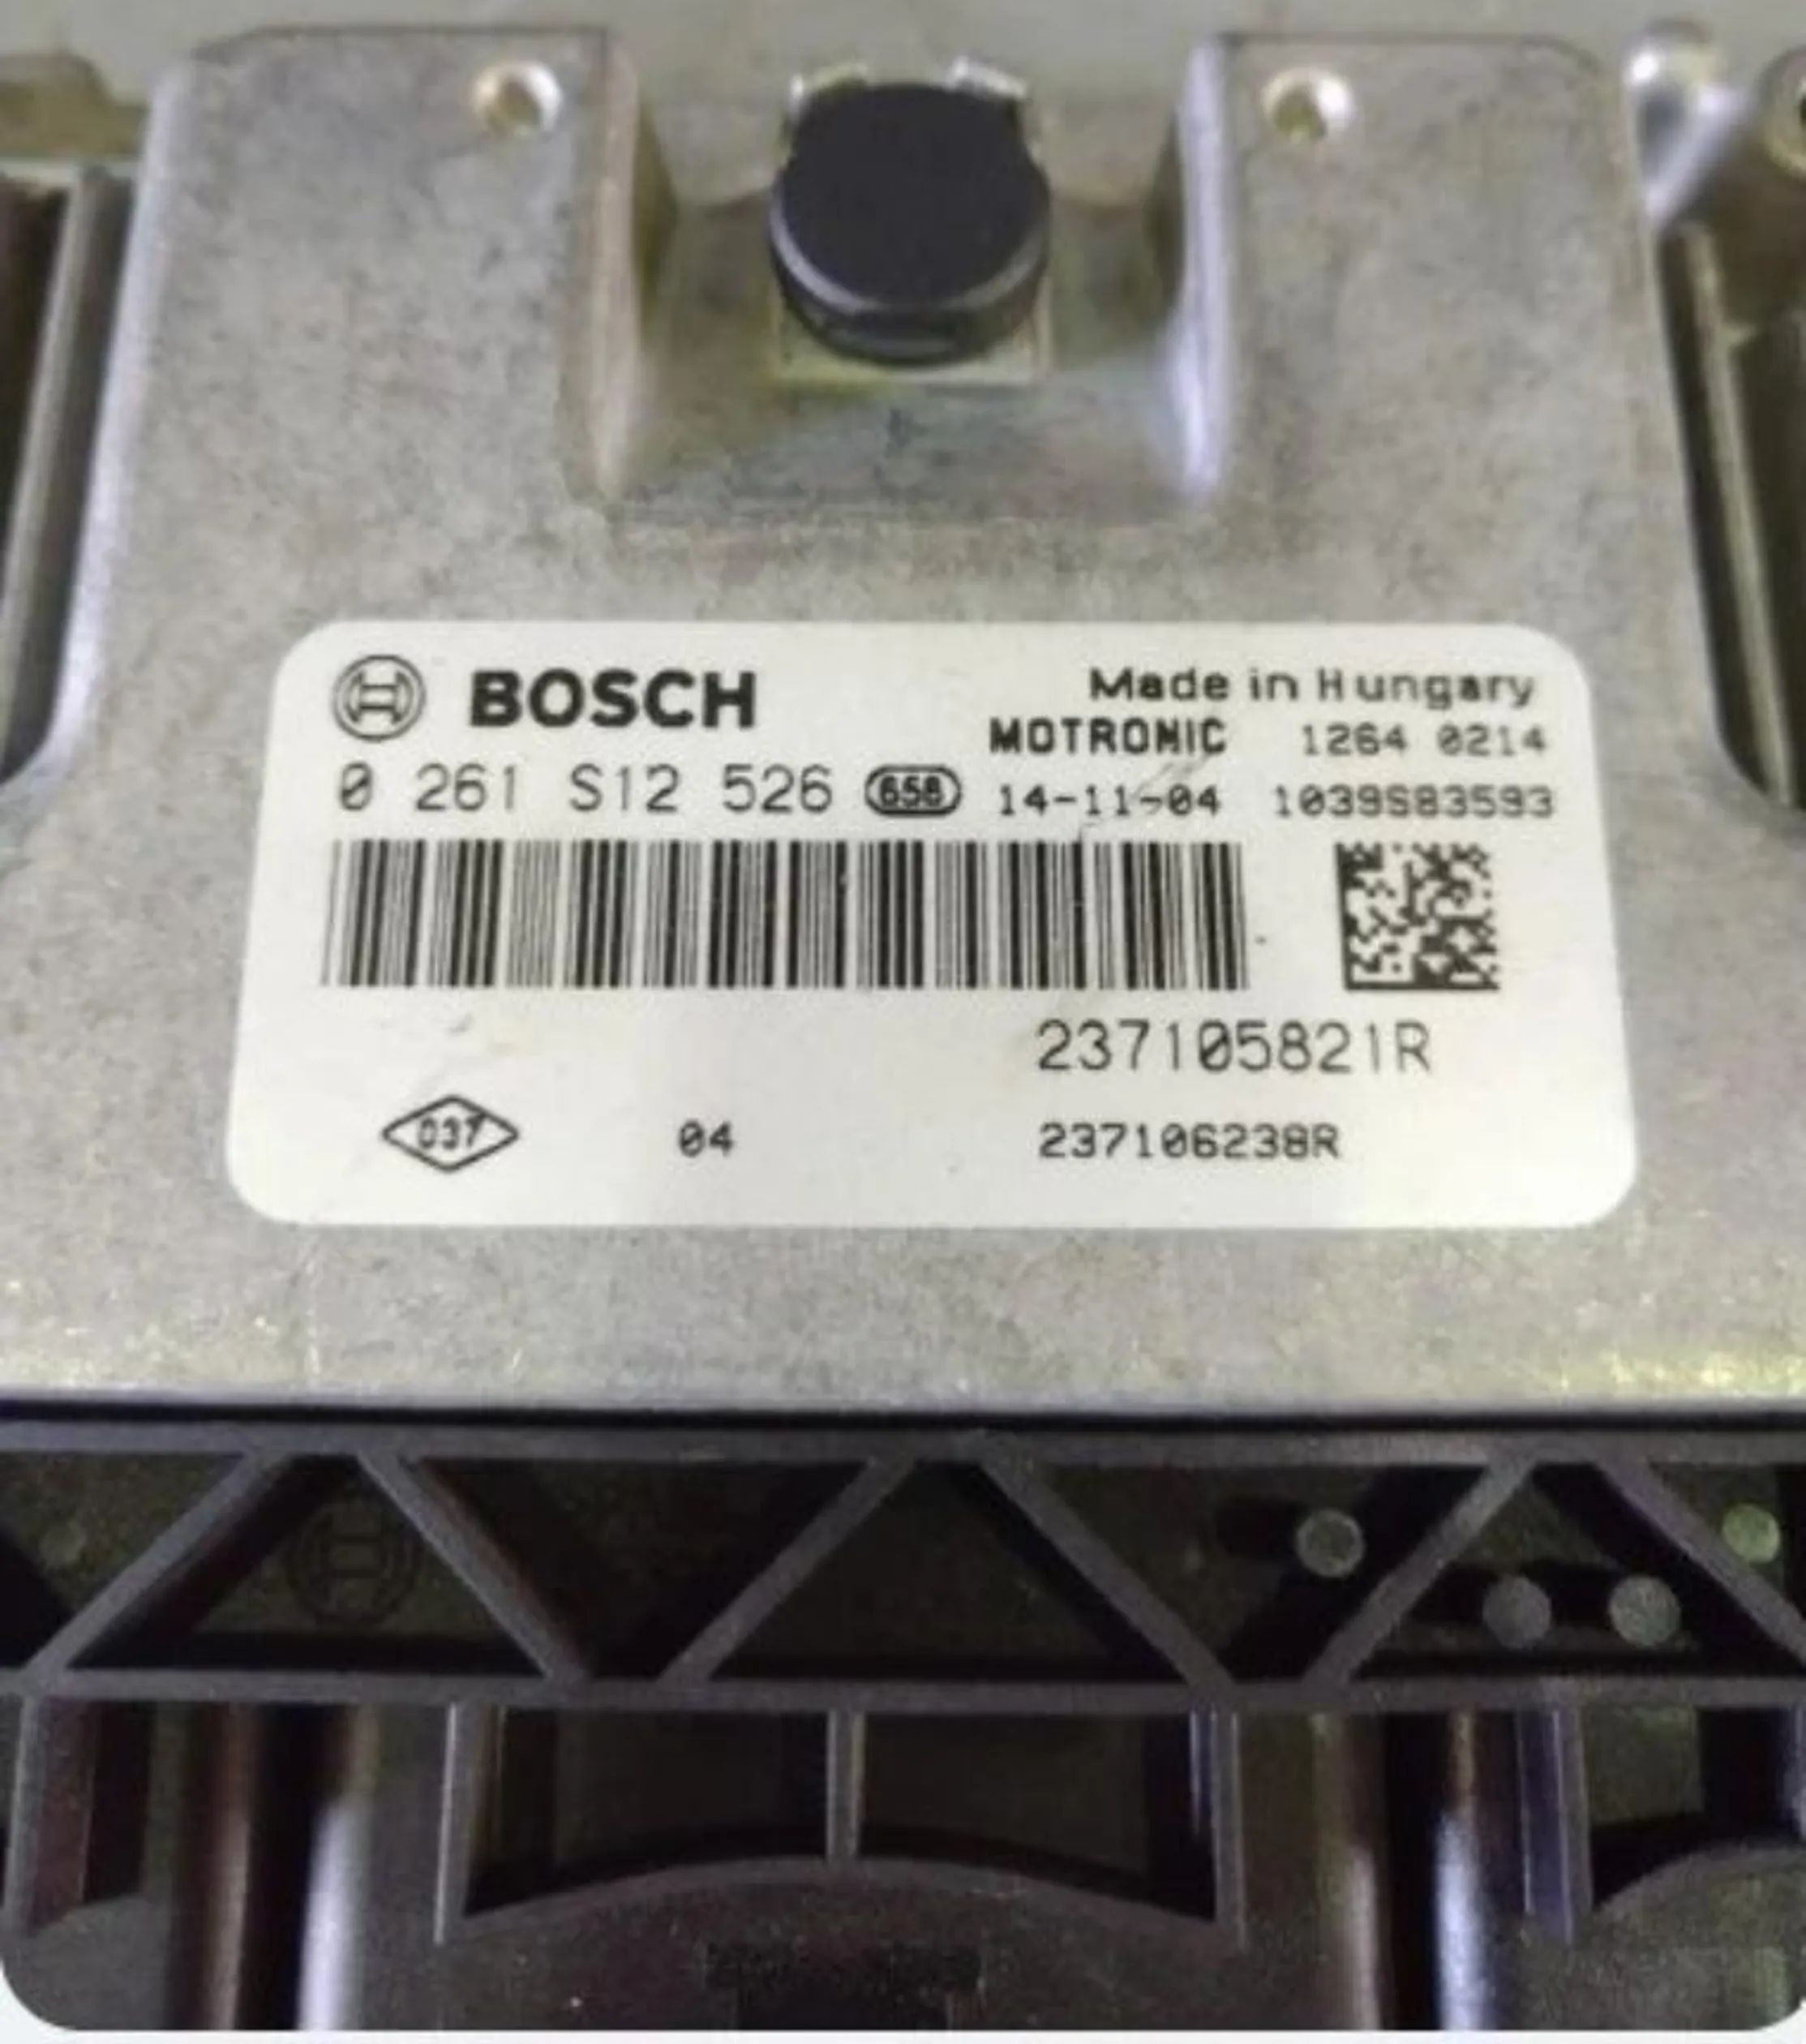 BOSCH
Made in Hungary
MOTRONIC 1264 0214
0 261 S12 526 658 14-11-04 1039S83593
237105821R
037 04 237106238R